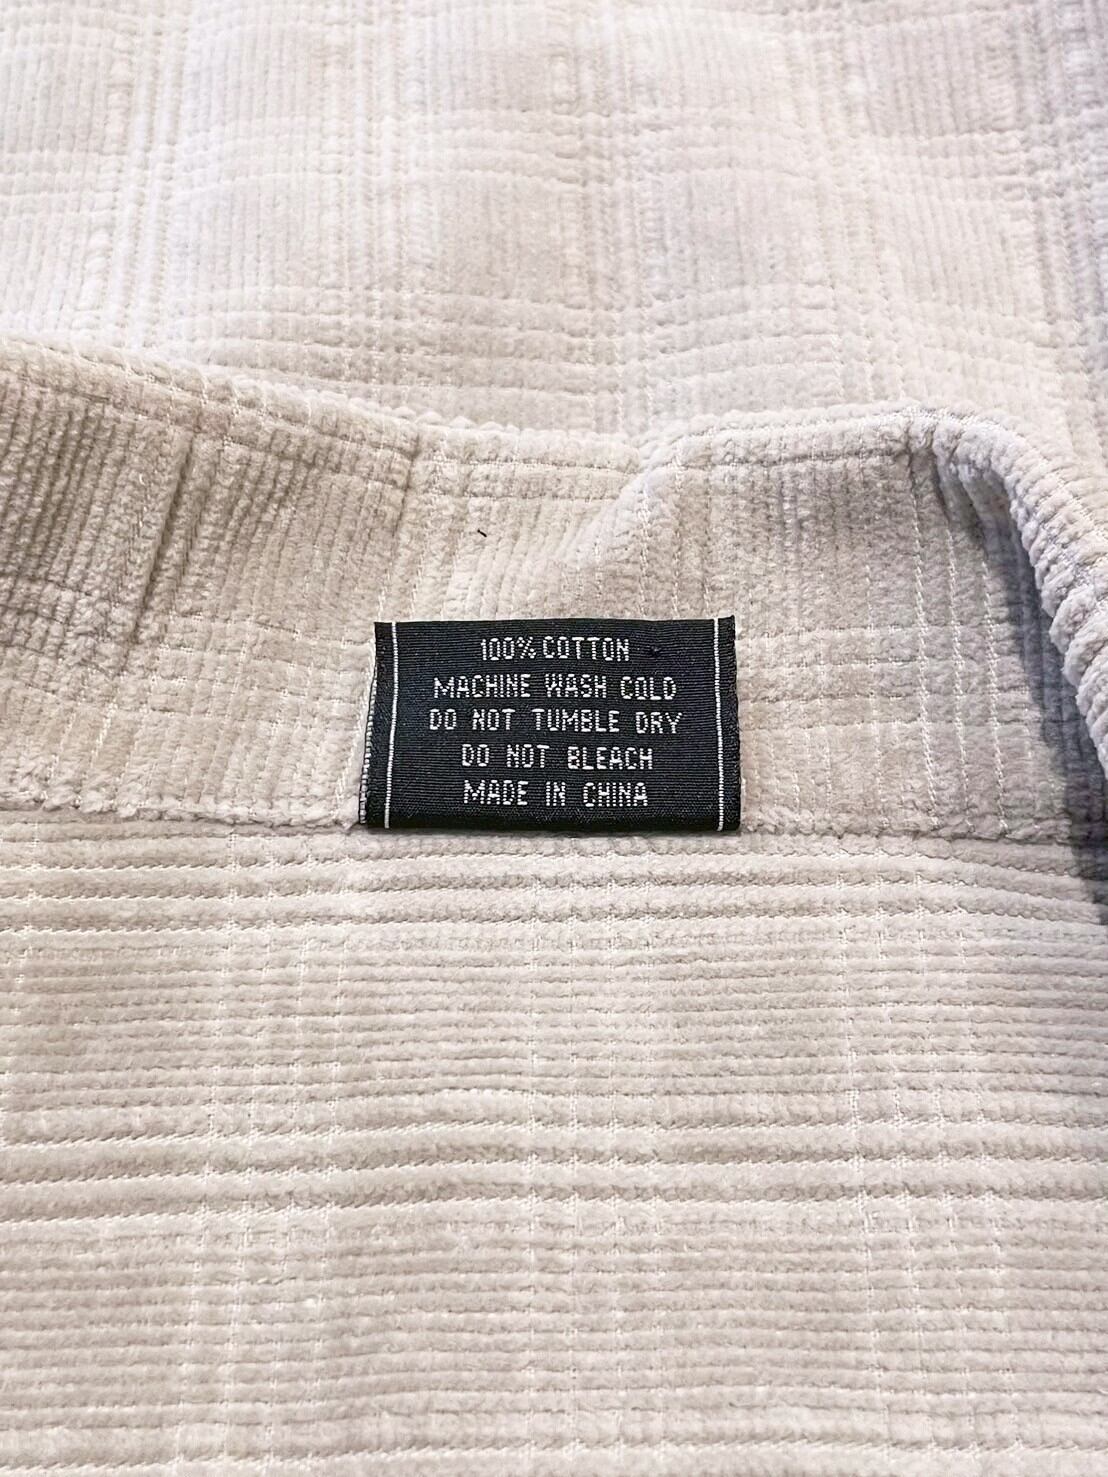 100% COTTON
MACHINE WASH COLD
DO NOT TUMBLE DRY
DO NOT BLEACH
MADE IN CHINA